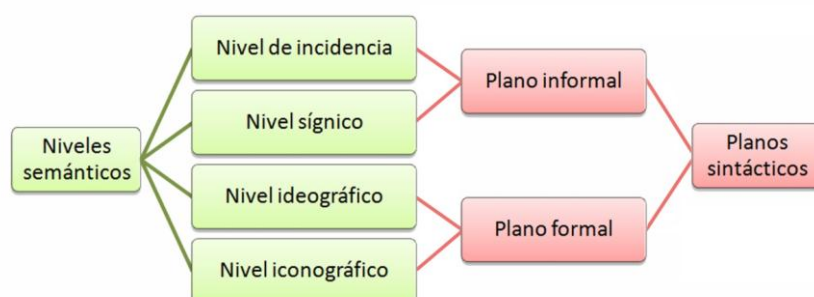 Nivel de incidencia
Nivel sígnico
Niveles
semánticos
Nivel ideográfico
Nivel iconográfico
Plano informal
Plano formal
Planos
sintácticos